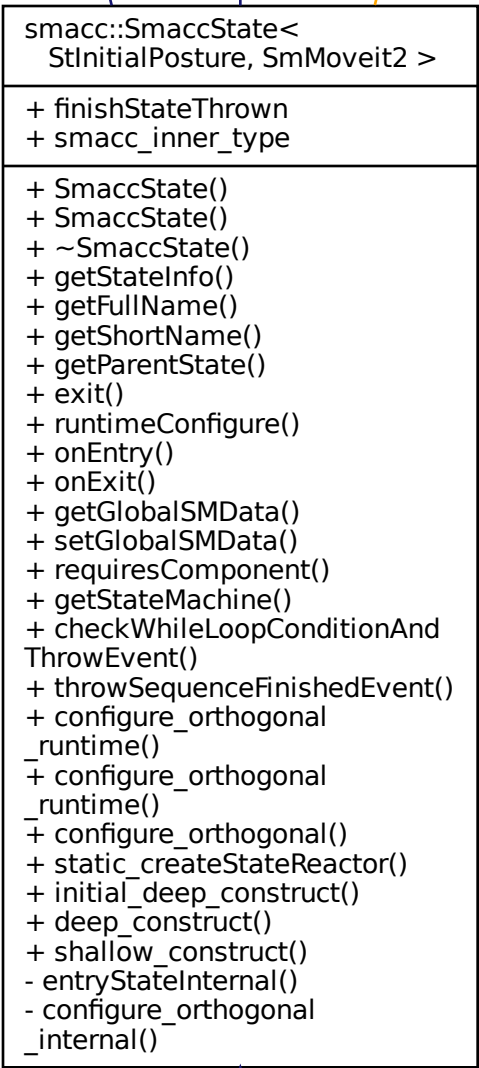 smacc::SmaccState<
StInitialPosture, SmMoveit2 >
+ finishStateThrown
+ smacc_inner_type
+ SmaccState()
+ SmaccState()
+ ~SmaccState()
+ getStateInfo()
+ getFullName()
+ getShortName()
+ getParentState()
+ exit()
+ runtimeConfigure()
+ onEntry()
+ onExit()
+ getGlobalSMData()
+ setGlobalSMData()
+ requiresComponent()
+ getStateMachine()
+ checkWhileLoopConditionAnd
ThrowEvent()
+ throwSequenceFinishedEvent()
+ configure_orthogonal
_runtime()
+ configure_orthogonal
_runtime()
+ configure_orthogonal()
+ static_createStateReactor()
+ initial_deep_construct()
+ deep_construct()
+ shallow_construct()
- entryStateInternal()
- configure_orthogonal
_internal()